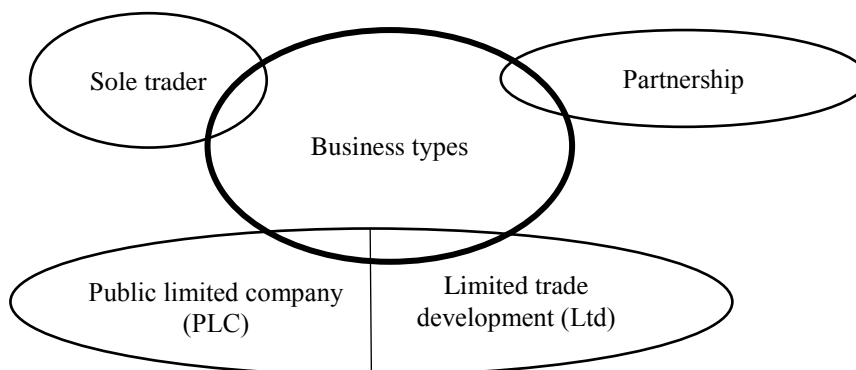 Sole trader
Partnership
Business types
Public limited company
(PLC)
Limited trade
development (Ltd)